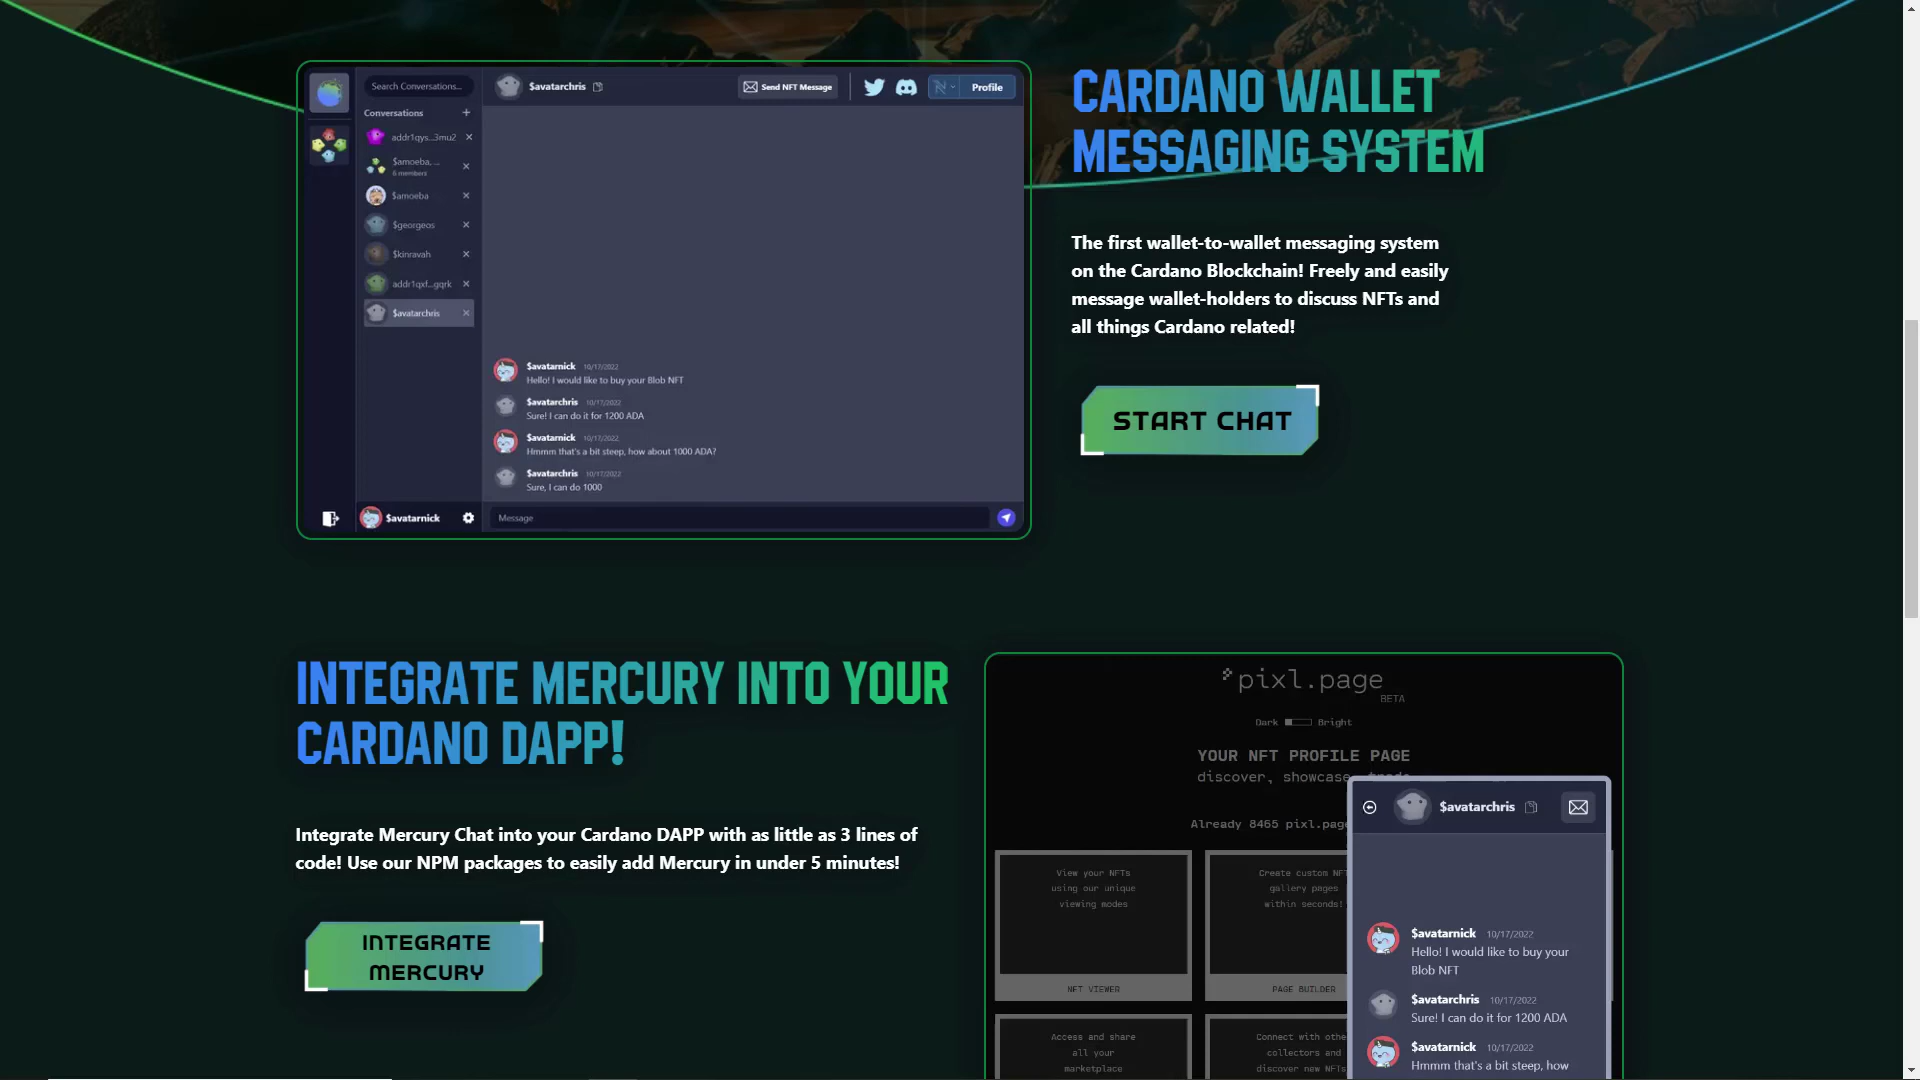 Search Conversations...
Conversations +
addr1qys...3mu2
$amoeba, ...
6 members
$amoeba
$georgeos
$kinravah
addr1qxf...gqrk
$avatarchris
$avatarnick
$avatarchris
Send NFT Message
Profile
$avatarnick 10/17/2022
Hello! I would like to buy your Blob NFT
$avatarchris 10/17/2022
Sure! I can do it for 1200 ADA
$avatarnick 10/17/2022
Hmmm that's a bit steep, how about 1000 ADA?
$avatarchris 10/17/2022
Sure, I can do 1000
Message
CARDANO WALLET
MESSAGING SYSTEM
The first wallet-to-wallet messaging system
on the Cardano Blockchain! Freely and easily
message wallet-holders to discuss NFTs and
all things Cardano related!
START CHAT
INTEGRATE MERCURY INTO YOUR
CARDANO DAPP!
Integrate Mercury Chat into your Cardano DAPP with as little as 3 lines of
code! Use our NPM packages to easily add Mercury in under 5 minutes!
INTEGRATE
MERCURY
pixl.page
BETA
Dark Bright
YOUR NFT PROFILE PAGE
discover, showcase,
Already 8465 pixl.page
View your NFTs
using our unique
viewing modes
NFT VIEWER
Create custom NFT
gallery pages
within seconds!
PAGE BUILDER
Access and share
all your
marketplace
Connect with othe
collectors and
discover new NFTs
$avatarchris
$avatarnick 10/17/2022
Hello! I would like to buy your
Blob NFT
$avatarchris 10/17/2022
Sure! I can do it for 1200 ADA
$avatarnick 10/17/2022
Hmmm that's a bit steep, how